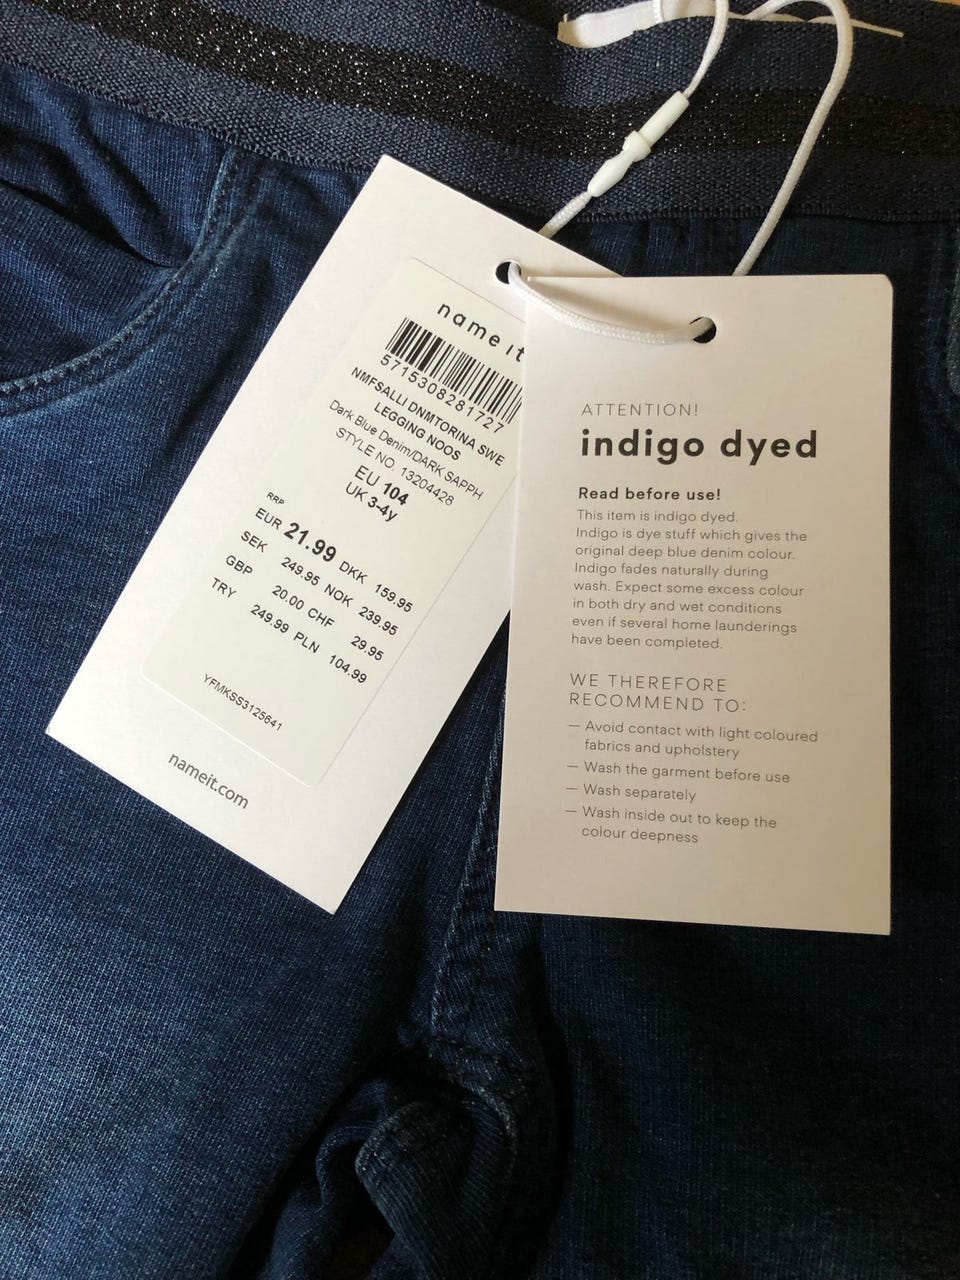 name it
5715308281727
NMFSALLI DNMTORINA SWE
LEGGING NOOS
Dark Blue Denim/DARK SAPPH
STYLE NO. 13204428
EU 104
UK 3-4y
RRP
EUR 21.99 DKK 159.95
SEK 249.95 NOK 239.95
GBP 20.00 CHF 29.95
TRY 249.99 PLN 104.99
YFMKSS3125641
nameit.com
ATTENTION!
indigo dyed
Read before use!
This item is indigo dyed.
Indigo is dye stuff which gives the
original deep blue denim colour.
Indigo fades naturally during
wash. Expect some excess colour
in both dry and wet conditions
even if several home launderings
have been completed.
WE THEREFORE
RECOMMEND TO:
— Avoid contact with light coloured
fabrics and upholstery
— Wash the garment before use
— Wash separately
— Wash inside out to keep the
colour deepness